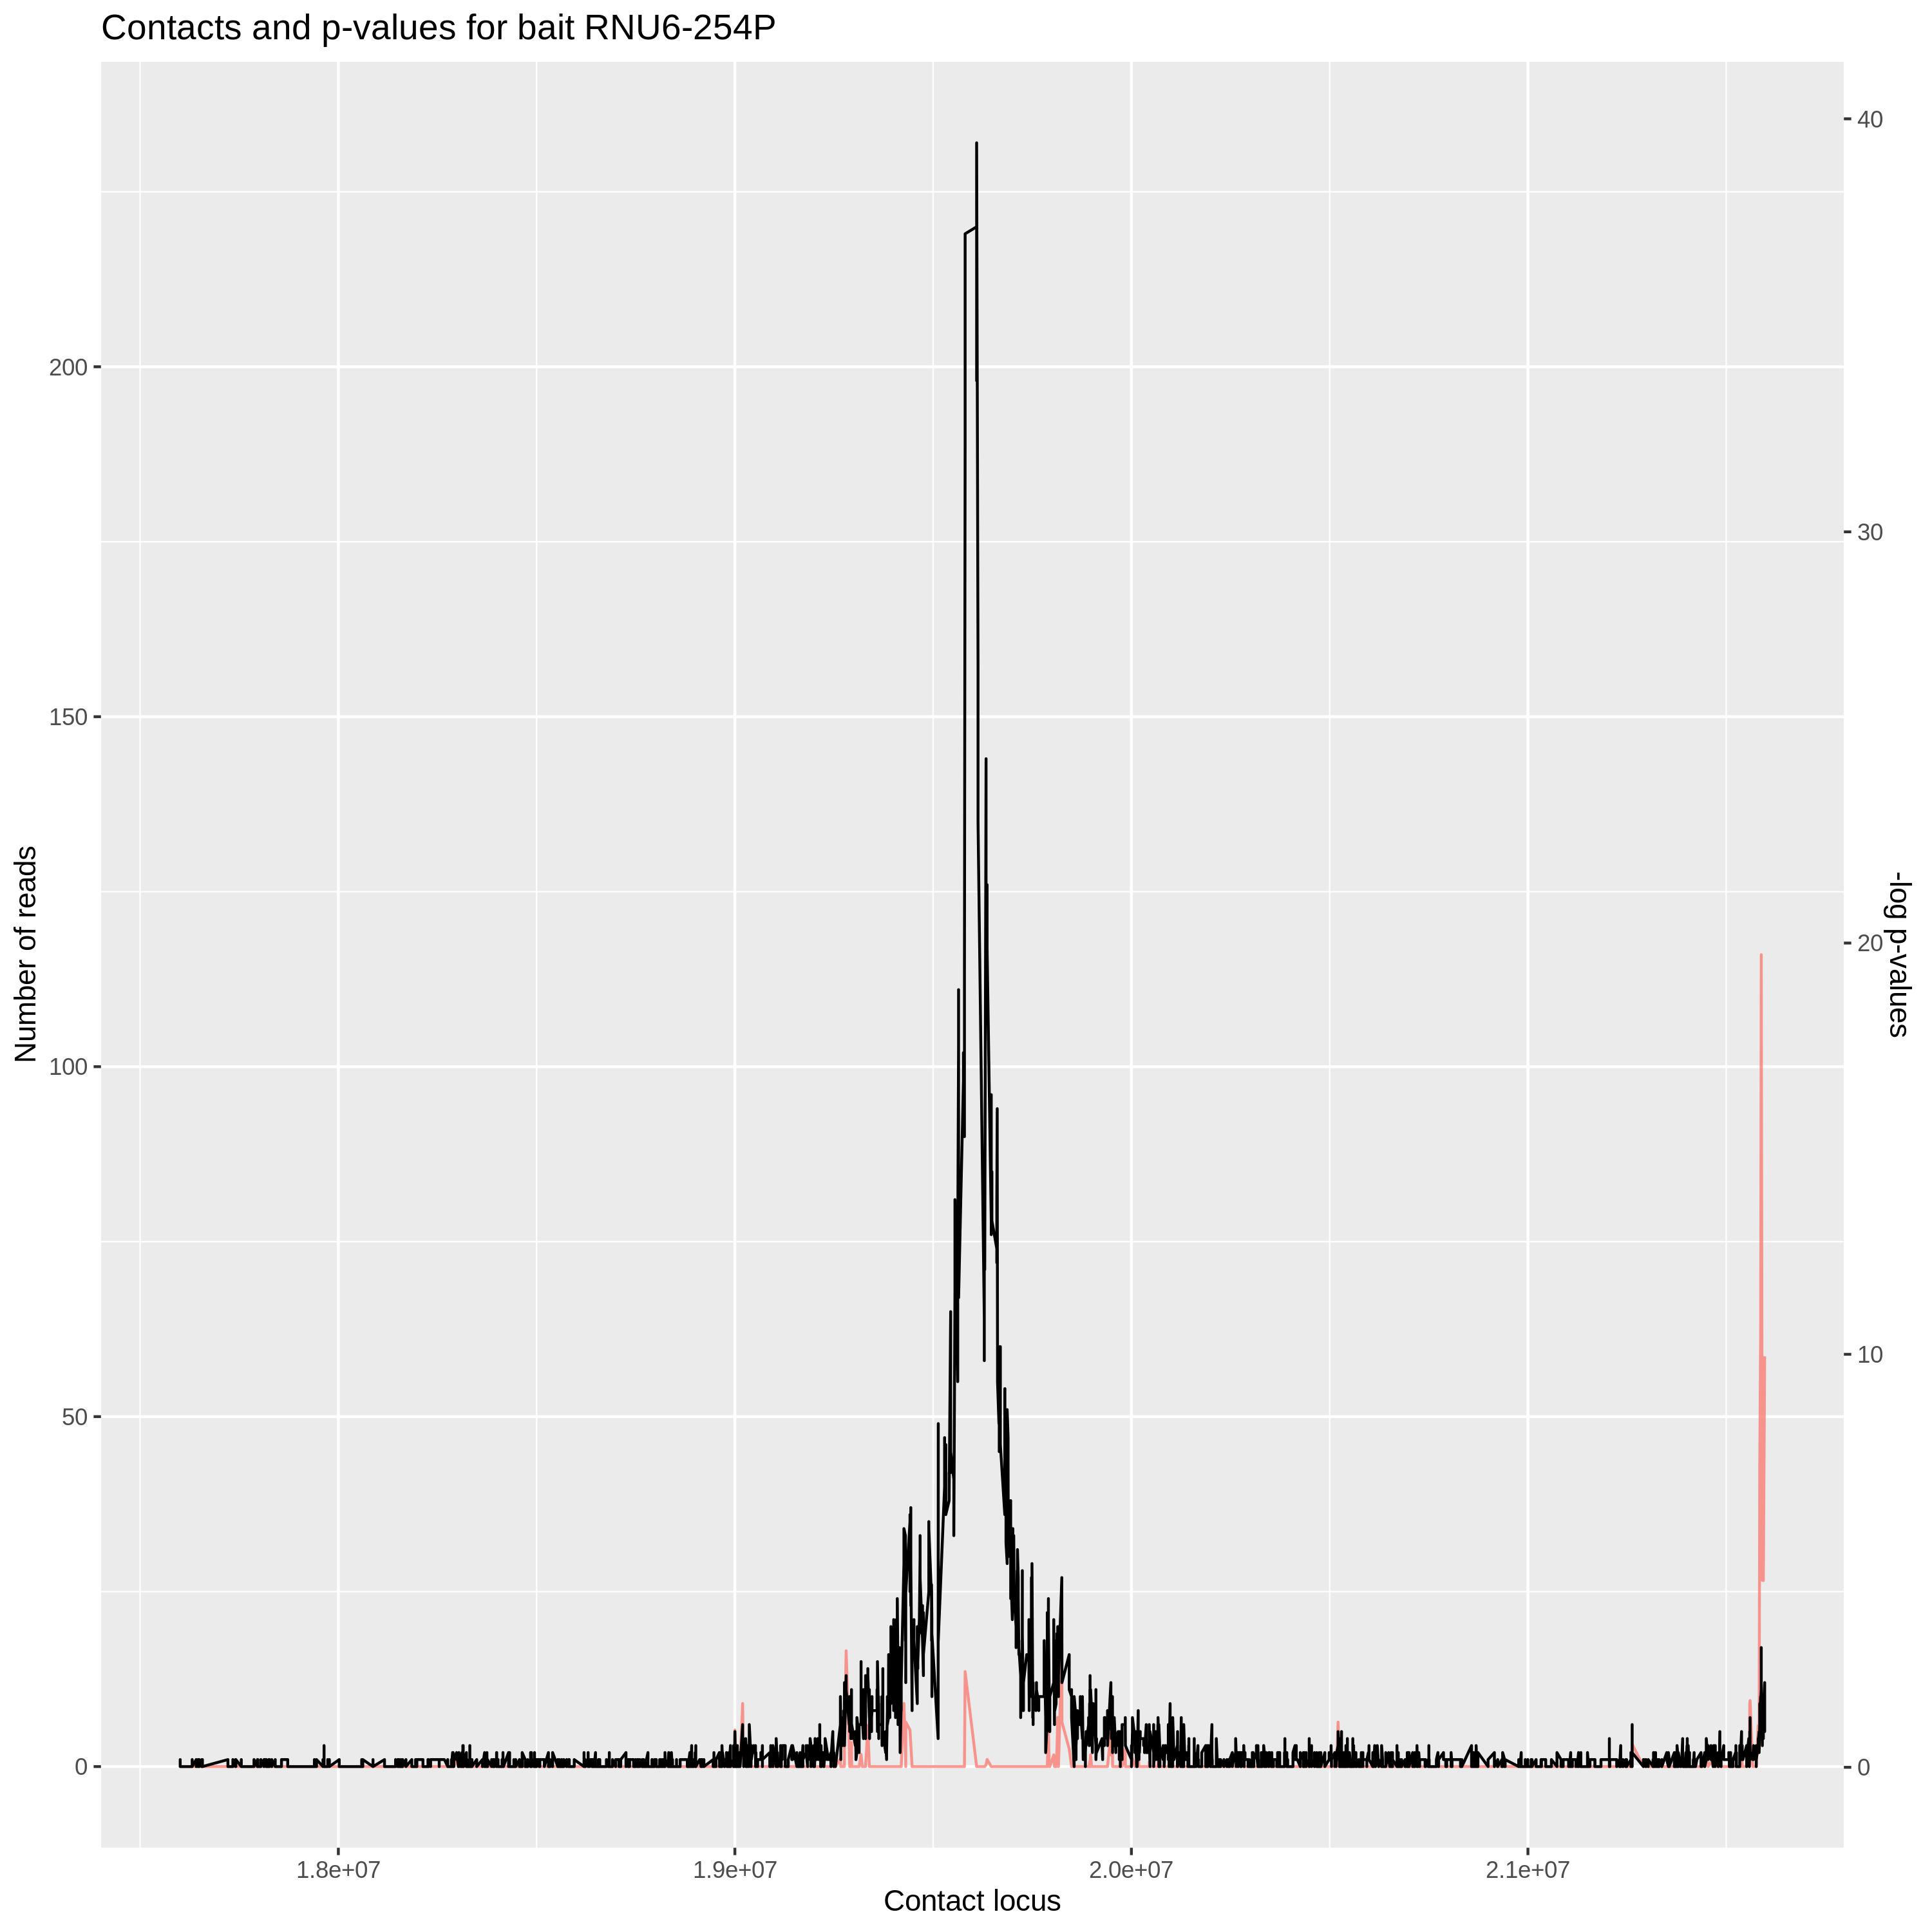 Contacts and p-values for bait RNU6-254P
Number of reads
200
150
100
50
0
40
30
20
10
0
-log p-values
1.8e+07 1.9e+07 2.0e+07 2.1e+07
Contact locus